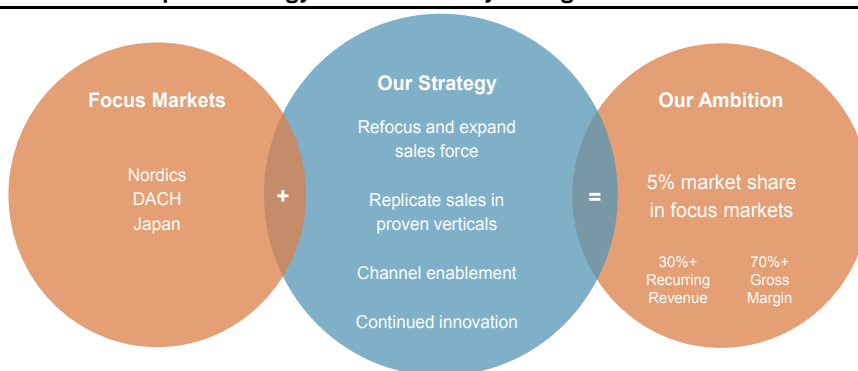 Focus Markets
Nordics
DACH
Japan
+
Our Strategy
Refocus and expand
sales force
Replicate sales in
proven verticals
Channel enablement
Continued innovation
=
Our Ambition
5% market share
in focus markets
30%+
Recurring
Revenue
70%+
Gross
Margin